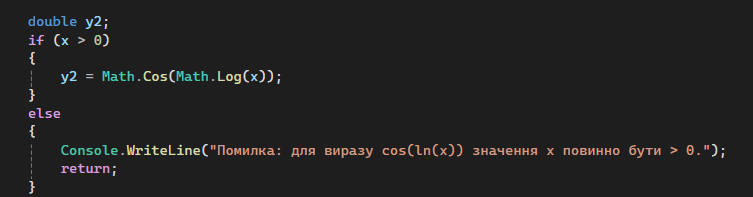 double y2;
if (x > 0)
{
    y2 = Math.Cos(Math.Log(x));
}
else
{
    Console.WriteLine("Помилка: для виразу cos(ln(x)) значення x повинно бути > 0.");
    return;
}